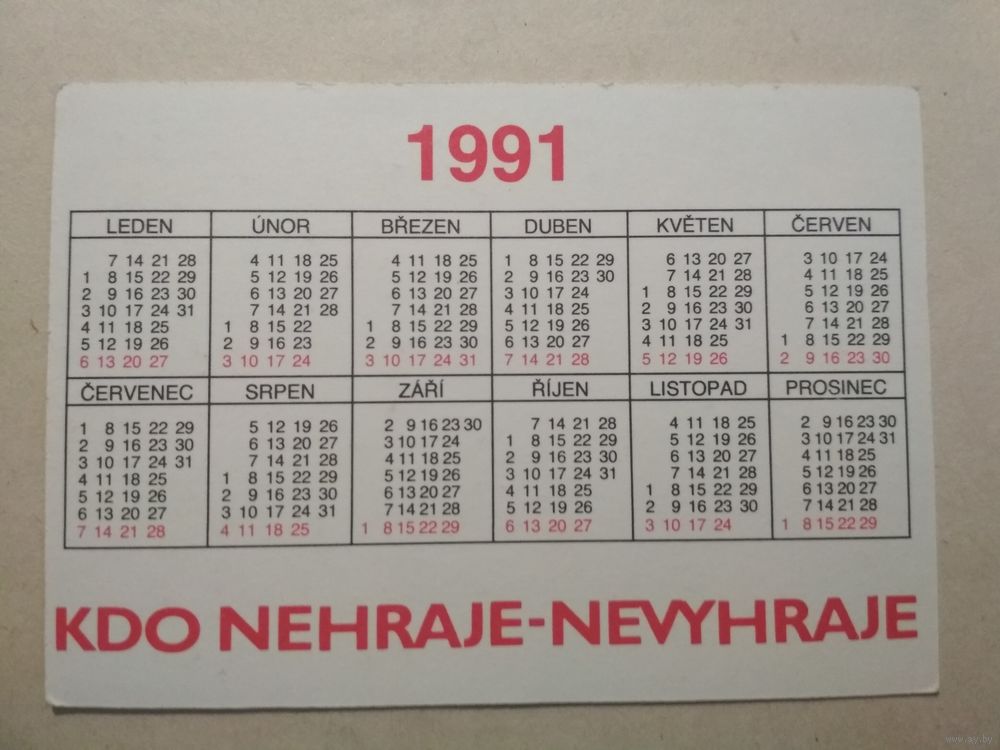 1991
LEDEN ÚNOR BŘEZEN DUBEN KVĚTEN ČERVEN
7 14 21 28 4 11 18 25 4 11 18 25 1 8 15 22 29 6 13 20 27 3 10 17 24
1 8 15 22 29 5 12 19 26 5 12 19 26 2 9 16 23 30 7 14 21 28 4 11 18 25
2 9 16 23 30 6 13 20 27 6 13 20 27 3 10 17 24 1 8 15 22 29 5 12 19 26
3 10 17 24 31 7 14 21 28 7 14 21 28 4 11 18 25 2 9 16 23 30 6 13 20 27
4 11 18 25 1 8 15 22 1 8 15 22 29 5 12 19 26 3 10 17 24 31 7 14 21 28
5 12 19 26 2 9 16 23 2 9 16 23 30 6 13 20 27 4 11 18 25 1 8 15 22 29
6 13 20 27 3 10 17 24 3 10 17 24 31 7 14 21 28 5 12 19 26 2 9 16 23 30
ČERVENEC SRPEN ZÁŘÍ ŘÍJEN LISTOPAD PROSINEC
1 8 15 22 29 5 12 19 26 2 9 16 23 30 7 14 21 28 4 11 18 25 2 9 16 23 30
2 9 16 23 30 6 13 20 27 3 10 17 24 1 8 15 22 29 5 12 19 26 3 10 17 24 31
3 10 17 24 31 7 14 21 28 4 11 18 25 2 9 16 23 30 6 13 20 27 4 11 18 25
4 11 18 25 1 8 15 22 29 5 12 19 26 3 10 17 24 31 7 14 21 28 5 12 19 26
5 12 19 26 2 9 16 23 30 6 13 20 27 4 11 18 25 1 8 15 22 29 6 13 20 27
6 13 20 27 3 10 17 24 31 7 14 21 28 5 12 19 26 2 9 16 23 30 7 14 21 28
7 14 21 28 4 11 18 25 1 8 15 22 29 6 13 20 27 3 10 17 24 1 8 15 22 29
KDO NEHRAJE-NEVYHRAJE
www.ay.by